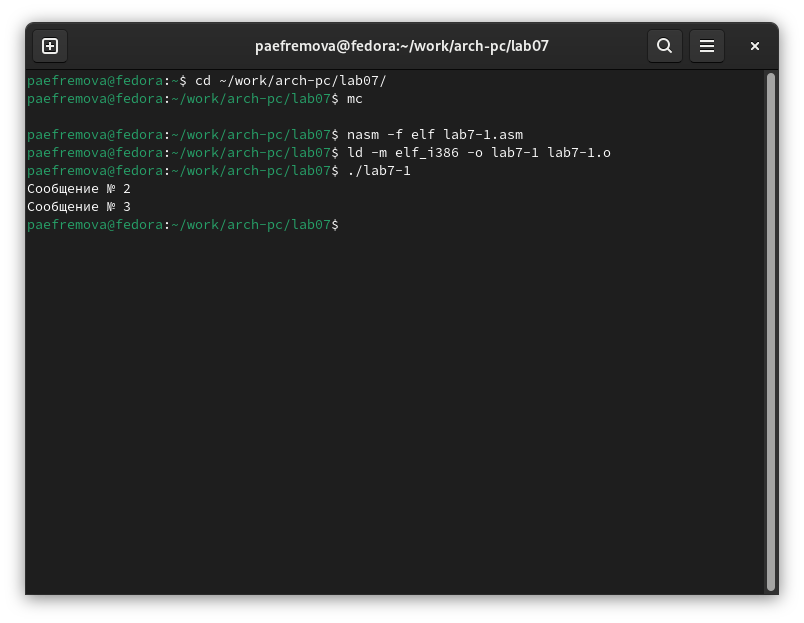 paefremova@fedora:~/work/arch-pc/lab07
paefremova@fedora:~$ cd ~/work/arch-pc/lab07/
paefremova@fedora:~/work/arch-pc/lab07$ mc
paefremova@fedora:~/work/arch-pc/lab07$ nasm -f elf lab7-1.asm
paefremova@fedora:~/work/arch-pc/lab07$ ld -m elf_i386 -o lab7-1 lab7-1.o
paefremova@fedora:~/work/arch-pc/lab07$ ./lab7-1
Сообщение № 2
Сообщение № 3
paefremova@fedora:~/work/arch-pc/lab07$